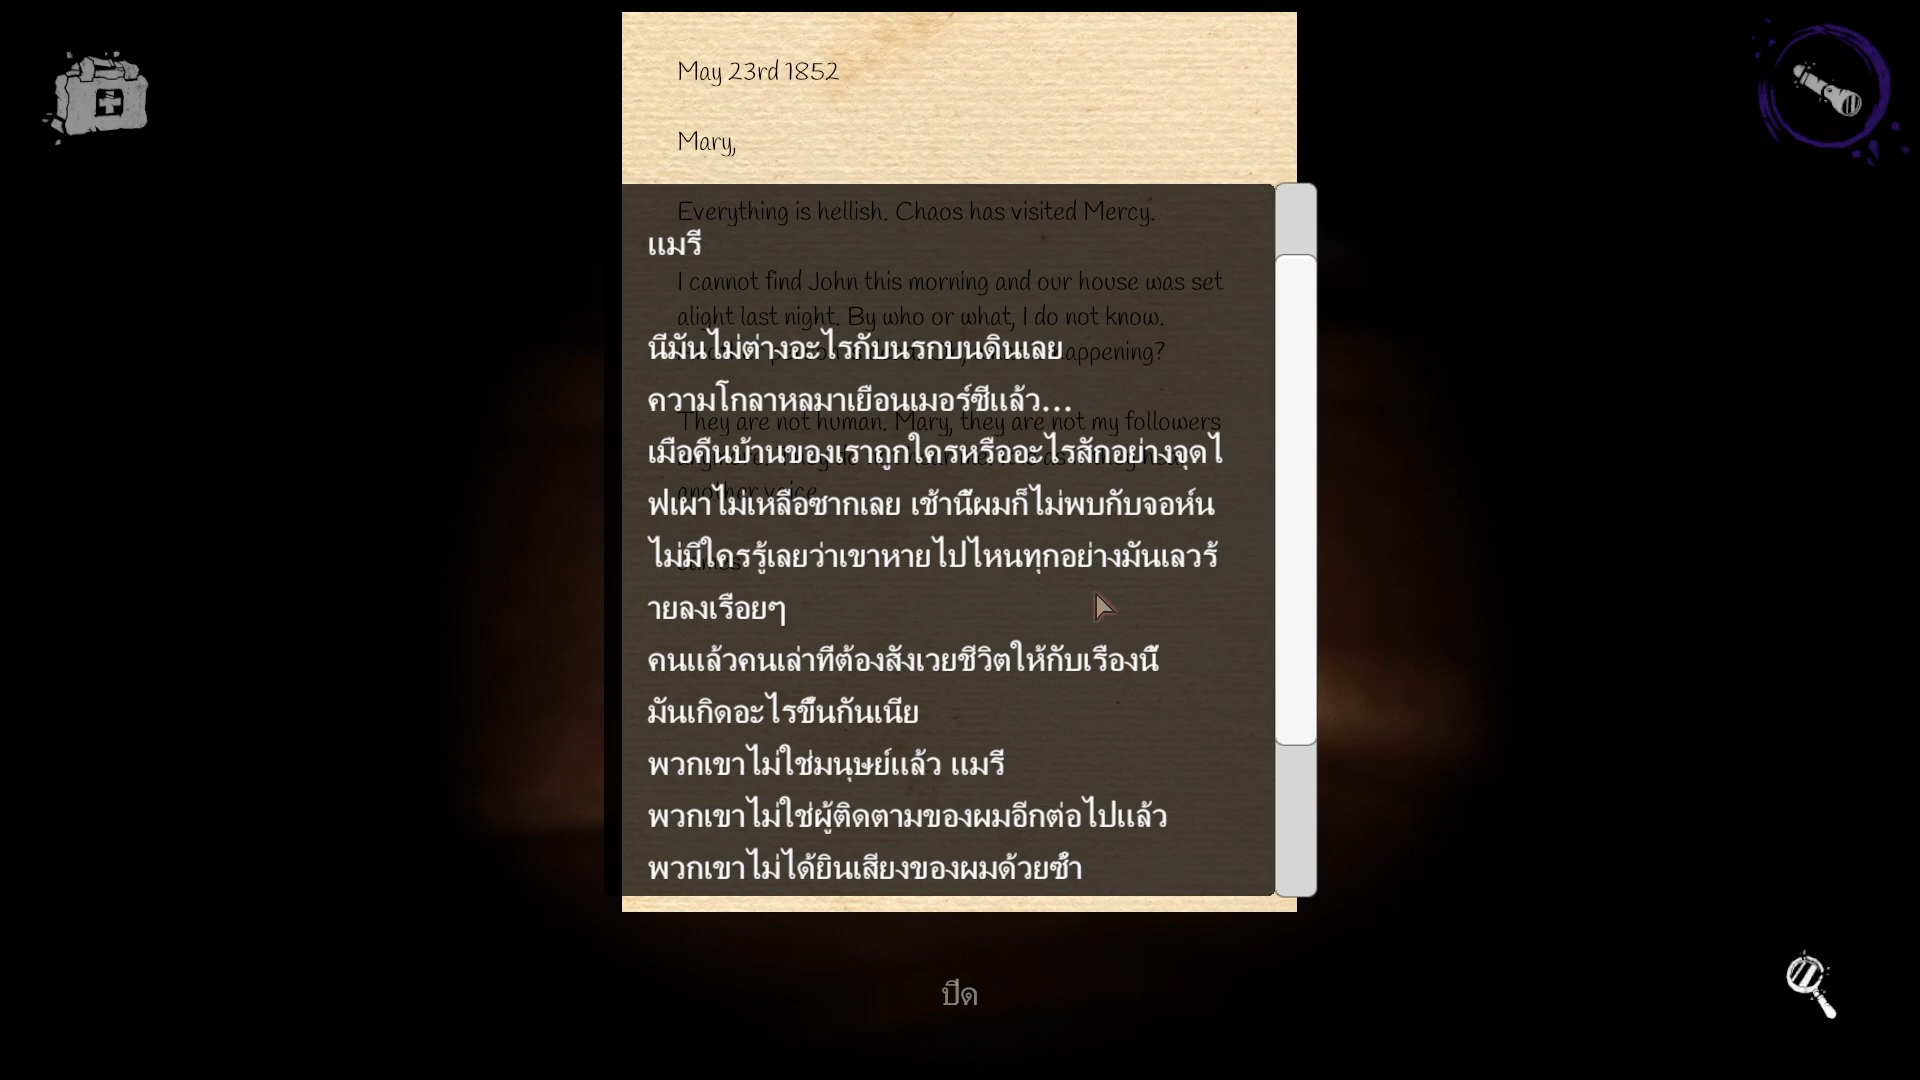 May 23rd 1852
Mary,
Everything is hellish. Chaos has visited Mercy.
แมรี
I cannot find John this morning and our house was set
alight last night. By who or what, I do not know.
นี่มันไม่ต่างอะไรกับนรกบนดินเลย
happening?
ความโกลาหลมาเยือนเมอร์ซีแล้ว...
They are not human. Mary, they are not my followers
เมื่อคืนบ้านของเราถูกใครหรืออะไรสักอย่างจุดไ
another voice.
ฟเผาไม่เหลือซากเลย เช้านี้ผมก็ไม่พบกับจอห์น
ไม่มีใครรู้เลยว่าเขาหายไปไหนทุกอย่างมันเลวร้
ายลงเรื่อยๆ
คนแล้วคนเล่าที่ต้องสังเวยชีวิตให้กับเรื่องนี้
มันเกิดอะไรขึ้นกันเนี่ย
พวกเขาไม่ใช่มนุษย์แล้ว แมรี
พวกเขาไม่ใช่ผู้ติดตามของผมอีกต่อไปแล้ว
พวกเขาไม่ได้ยินเสียงของผมด้วยซ้ำ
ปิด